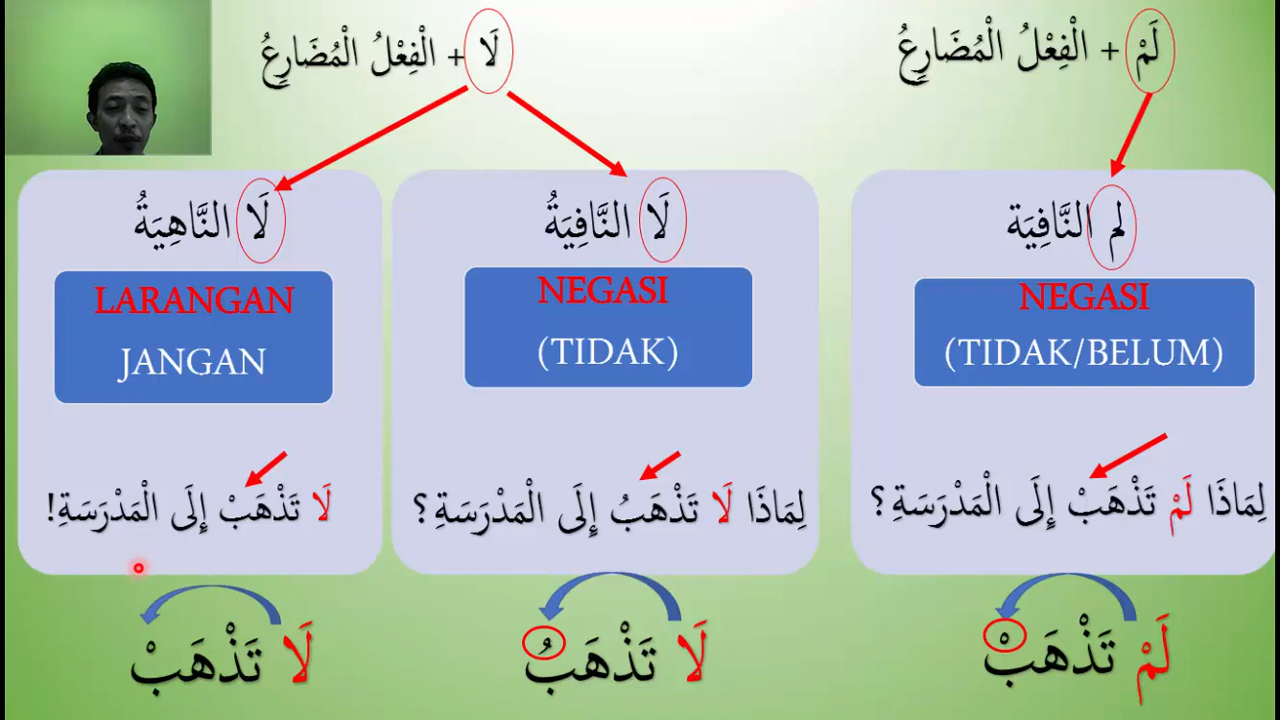 لَمْ + الْفِعْلُ الْمُضَارِعُ
لَا + الْفِعْلُ الْمُضَارِعُ
لم النَّافِيَة
NEGASI
(TIDAK/BELUM)
لِمَاذَا لَمْ تَذْهَبْ إِلَى الْمَدْرَسَةِ ؟
لَمْ تَذْهَبْ
لَا النَّافِيَةُ
NEGASI
(TIDAK)
لِمَاذَا لَا تَذْهَبُ إِلَى الْمَدْرَسَةِ ؟
لَا تَذْهَبُ
لَا النَّاهِيَةُ
LARANGAN
JANGAN
لَا تَذْهَبْ إِلَى الْمَدْرَسَةِ!
لَا تَذْهَبْ